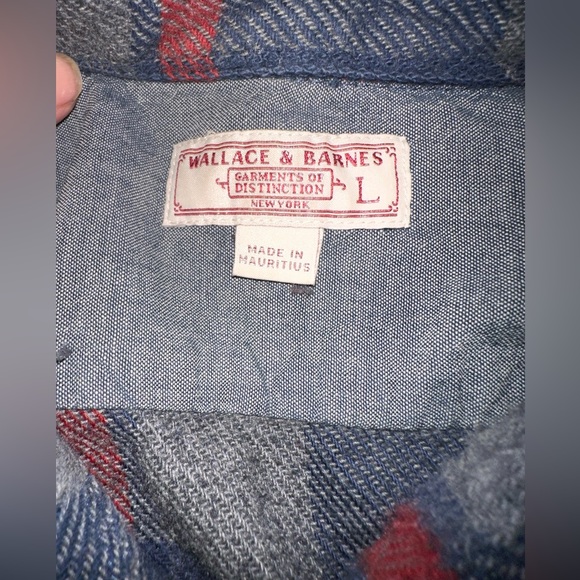 WALLACE & BARNES
GARMENTS OF
DISTINCTION
NEW YORK
L
MADE IN
MAURITIUS